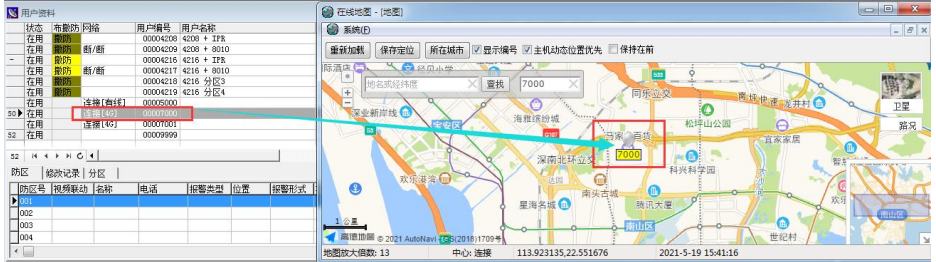 用户资料
状态 布撤防 网络 用户编号 用户名称
在用 撤防 00004208 4208 + IPR
在用 撤防 断/断 00004209 4208 + 8010
在用 撤防 00004216 4216 + IPR
在用 撤防 断/断 00004217 4216 + 8010
在用 撤防 00004218 4216 分区3
在用 撤防 00004219 4216 分区4
在用 连接[有线] 00005000
50 在用 连接[4G] 00007000
在用 连接[4G] 00007001
52 在用 00009999
52
防区 修改记录 分区
防区号 视频联动 名称 电话 报警类型 位置 报警形式
001
002
003
004
在线地图 - [地图]
系统(F)
重新加载 保存定位 所在城市 显示编号 主机动态位置优先 保持在前
地名或经纬度 查找 7000
同乐立交
深业新岸线
宝安区
海雅缤纷城
松坪山公园
宜家家居
卫星
路况
百货
7000
深南北环立交
科兴科学园
欢乐港湾
南头古城
星海名城
腾讯大厦
南山区
世纪村
南山区
1 公里
高德地图 © 2021 AutoNavi
地图放大倍数: 13 中心: 连接 113.923135,22.551676 2021-5-19 15:41:16